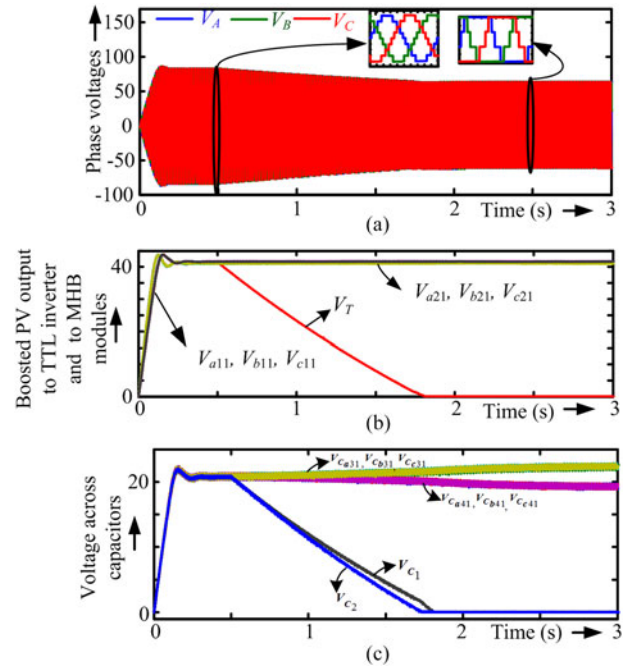 (a)
V_A V_B V_C
150
100
50
0
-50
-100
Phase voltages
0 1 2 Time (s) 3
(a)
40
0
Boosted PV output
to TTL inverter
and to MHB
modules
V_a21, V_b21, V_c21
V_T
V_a11, V_b11, V_c11
0 1 2 Time (s) 3
(b)
20
0
Voltage across
capacitors
V_Ca31, V_Cb31, V_Cc31
V_Ca41, V_Cb41, V_Cc41
V_C1
V_C2
0 1 2 Time (s) 3
(c)